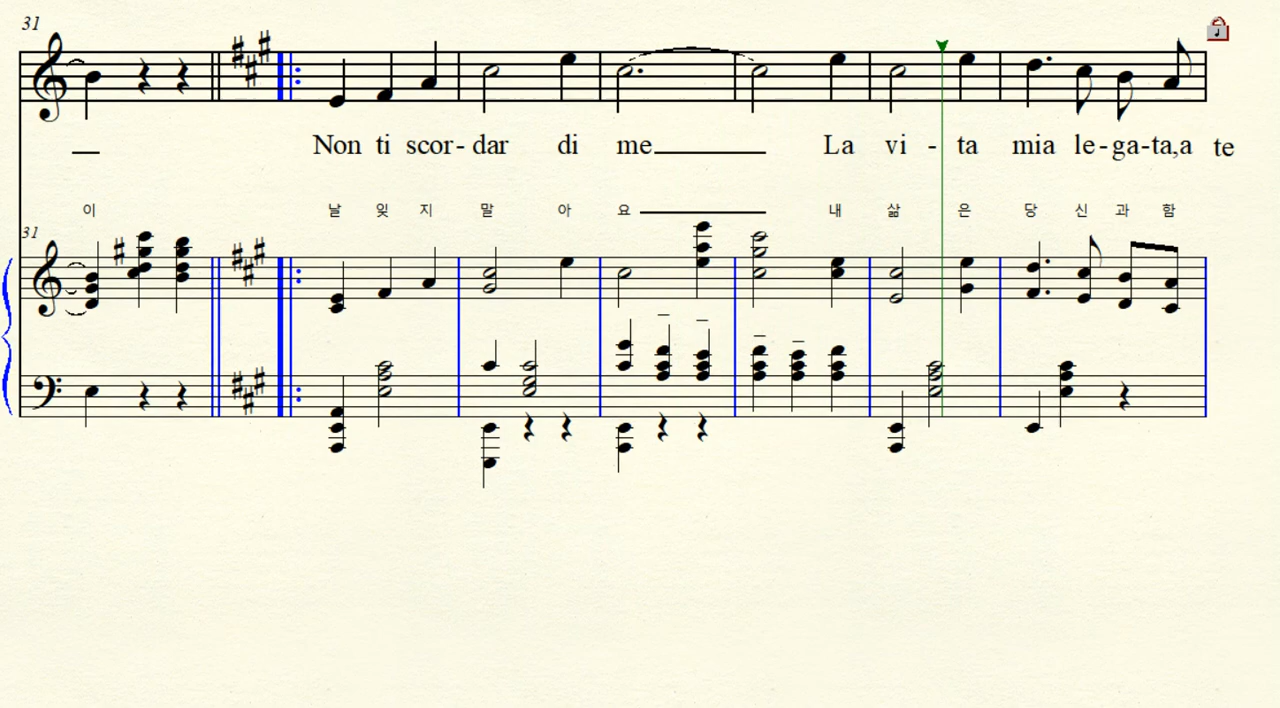 31
Non ti scor- dar di me La vi - ta mia le-ga-ta,a te
이 날 잊 지 말 아 요 내 삶 은 당 신 과 함
31